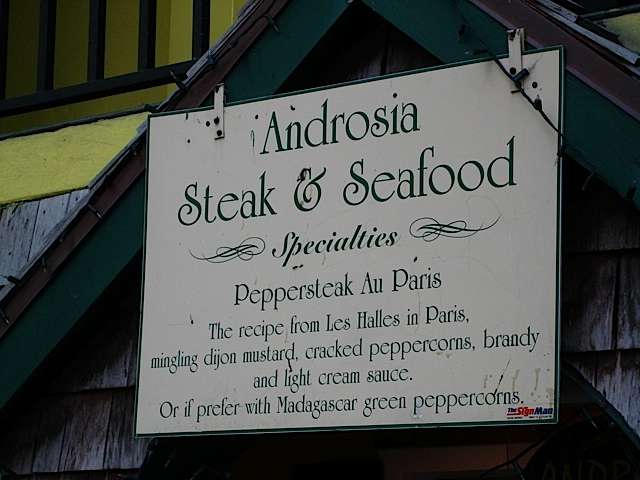 Androsia
Steak & Seafood
Specialties
Peppersteak Au Paris
The recipe from Les Halles in Paris,
mingling dijon mustard, cracked peppercorns, brandy
and light cream sauce.
Or if prefer with Madagascar green peppercorns.
The SignMan